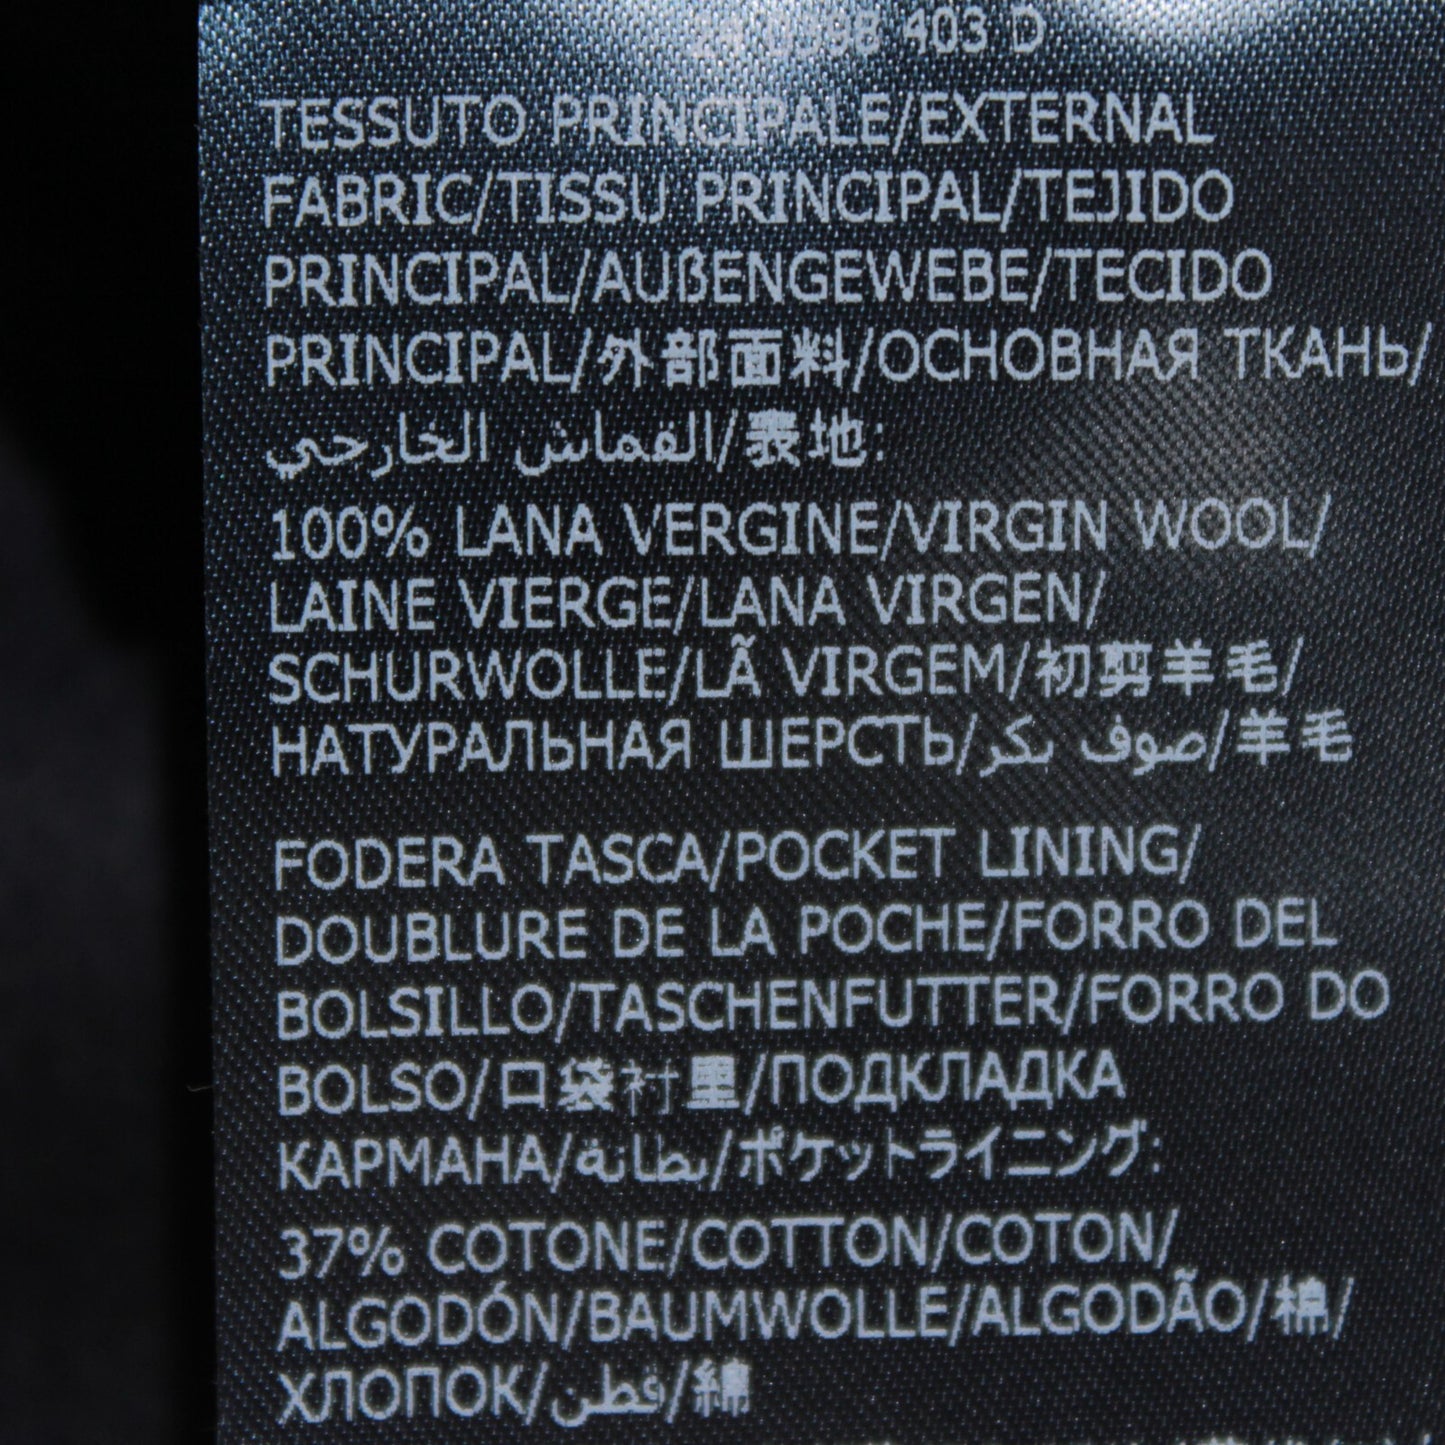 0398 403 D
TESSUTO PRINCIPALE/EXTERNAL
FABRIC/TISSU PRINCIPAL/TEJIDO
PRINCIPAL/AUßENGEWEBE/TECIDO
PRINCIPAL/外部面料/ОСНОВНАЯ ТКАНЬ/
القماش الخارجي/表地:
100% LANA VERGINE/VIRGIN WOOL/
LAINE VIERGE/LANA VIRGEN/
SCHURWOLLE/LÃ VIRGEM/初剪羊毛/
НАТУРАЛЬНАЯ ШЕРСТЬ/صوف بكر/羊毛
FODERA TASCA/POCKET LINING/
DOUBLURE DE LA POCHE/FORRO DEL
BOLSILLO/TASCHENFUTTER/FORRO DO
BOLSO/口袋衬里/ПОДКЛАДКА
КАРМАНА/بطانة/ポケットライニング:
37% COTONE/COTTON/COTON/
ALGODÓN/BAUMWOLLE/ALGODÃO/棉/
ХЛОПОК/قطن/綿